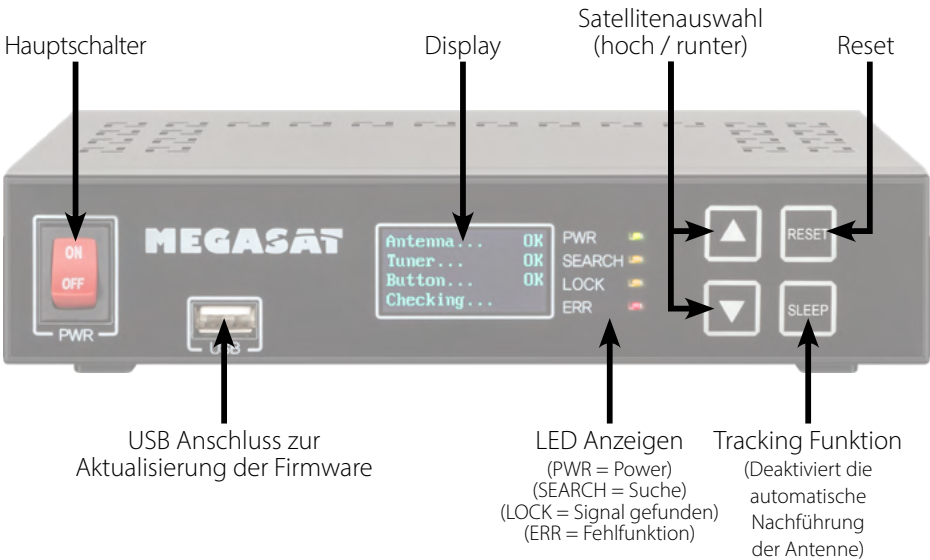 Satellitenauswahl
(hoch / runter)
Hauptschalter
Display
Reset
ON
OFF
PWR
MEGASAT
USB
Antenna... OK
Tuner... OK
Button... OK
Checking...
PWR
SEARCH
LOCK
ERR
RESET
SLEEP
USB Anschluss zur
Aktualisierung der Firmware
LED Anzeigen
(PWR = Power)
(SEARCH = Suche)
(LOCK = Signal gefunden)
(ERR = Fehlfunktion)
Tracking Funktion
(Deaktiviert die
automatische
Nachführung
der Antenne)